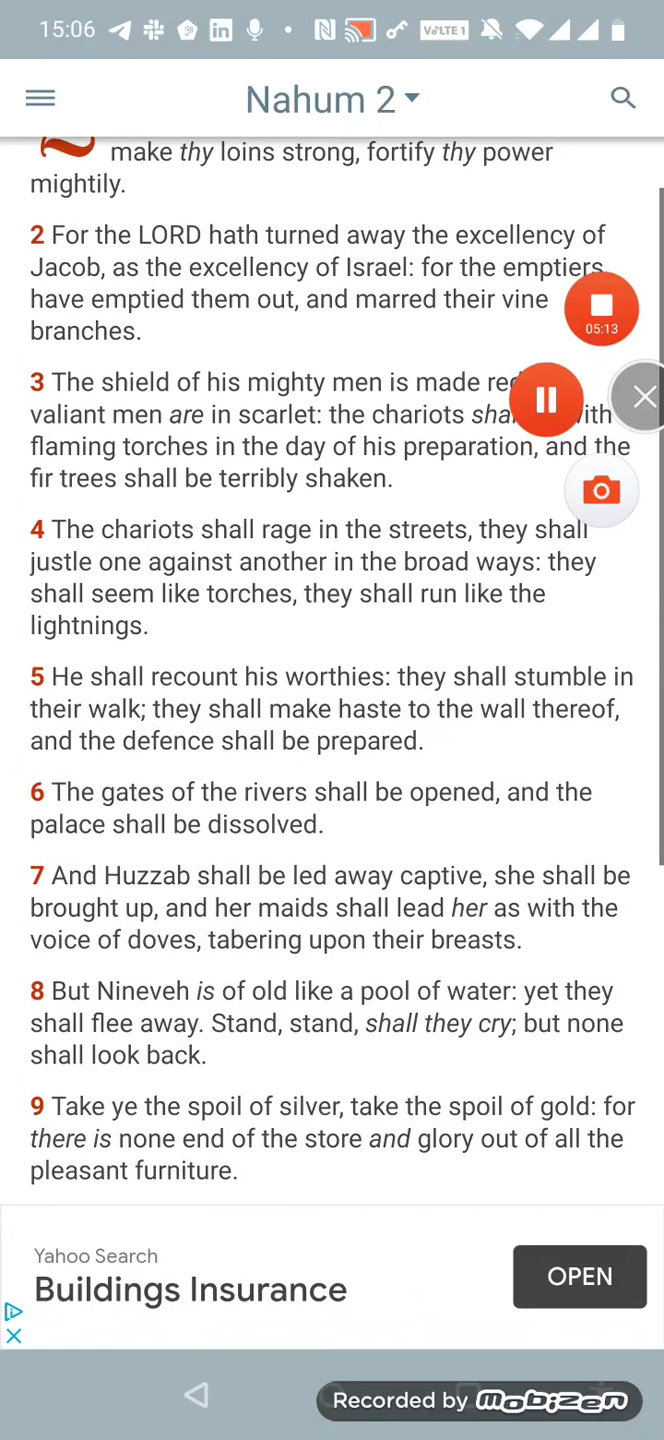 15:06
VoLTE 1
Nahum 2
make thy loins strong, fortify thy power
mightily.
2 For the LORD hath turned away the excellency of
Jacob, as the excellency of Israel: for the emptiers
have emptied them out, and marred their vine
branches.
05:13
3 The shield of his mighty men is made
valiant men are in scarlet: the chariots
flaming torches in the day of his preparation, and the
fir trees shall be terribly shaken.
4 The chariots shall rage in the streets, they shall
justle one against another in the broad ways: they
shall seem like torches, they shall run like the
lightnings.
5 He shall recount his worthies: they shall stumble in
their walk; they shall make haste to the wall thereof,
and the defence shall be prepared.
6 The gates of the rivers shall be opened, and the
palace shall be dissolved.
7 And Huzzab shall be led away captive, she shall be
brought up, and her maids shall lead her as with the
voice of doves, tabering upon their breasts.
8 But Nineveh is of old like a pool of water: yet they
shall flee away. Stand, stand, shall they cry; but none
shall look back.
9 Take ye the spoil of silver, take the spoil of gold: for
there is none end of the store and glory out of all the
pleasant furniture.
Yahoo Search
Buildings Insurance
OPEN
Recorded by mobizen